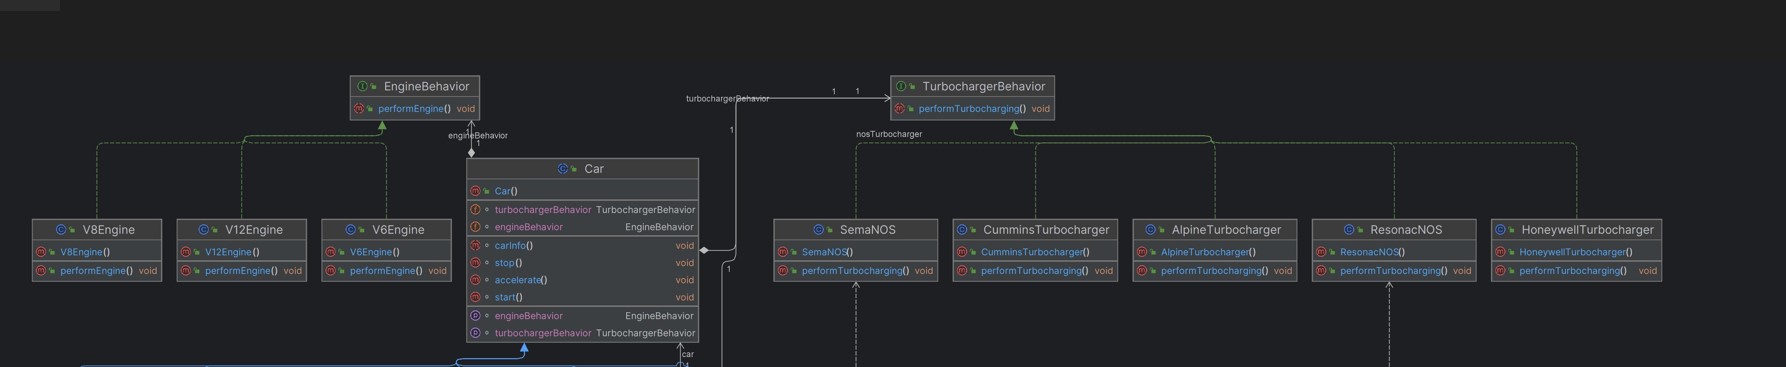 EngineBehavior
performEngine() void
TurbochargerBehavior
performTurbocharging() void
turbochargerBehavior
1 1
1
engineBehavior
1
1
nosTurbocharger
Car
Car()
turbochargerBehavior TurbochargerBehavior
engineBehavior EngineBehavior
carInfo() void
stop() void
accelerate() void
start() void
engineBehavior EngineBehavior
turbochargerBehavior TurbochargerBehavior
V8Engine
V8Engine()
performEngine() void
V12Engine
V12Engine()
performEngine() void
V6Engine
V6Engine()
performEngine() void
SemaNOS
SemaNOS()
performTurbocharging() void
CumminsTurbocharger
CumminsTurbocharger()
performTurbocharging() void
AlpineTurbocharger
AlpineTurbocharger()
performTurbocharging() void
ResonacNOS
ResonacNOS()
performTurbocharging() void
HoneywellTurbocharger
HoneywellTurbocharger()
performTurbocharging() void
1
car